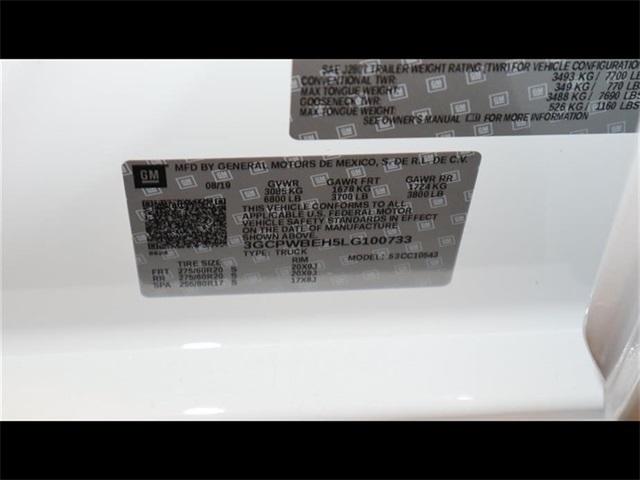 SAE J2807 TRAILER WEIGHT RATING (TWR) FOR VEHICLE CONFIGURATION
CONVENTIONAL TWR: 3493 KG / 7700 LB
MAX TONGUE WEIGHT: 349 KG / 770 LB
GOOSENECK TWR: 3488 KG / 7690 LBS
MAX TONGUE WEIGHT: 526 KG / 1160 LBS
SEE OWNER'S MANUAL FOR MORE INFORMATION
GM
MFD BY GENERAL MOTORS DE MEXICO, S. DE R.L. DE C.V.
08/19 GVWR GAWR FRT GAWR RR
3085 KG 1678 KG 1724 KG
6800 LB 3700 LB 3800 LB
THIS VEHICLE CONFORMS TO ALL
APPLICABLE U.S. FEDERAL MOTOR
VEHICLE SAFETY STANDARDS IN EFFECT
ON THE DATE OF MANUFACTURE SHOWN
ABOVE.
3GCPWBEH5LG100733
TYPE: TRUCK MODEL:
TIRE SIZE RIM
FRT 275/60R20 S 20X9J
RR 275/60R20 S 20X9J
SPA 255/80R17 S 17X8J